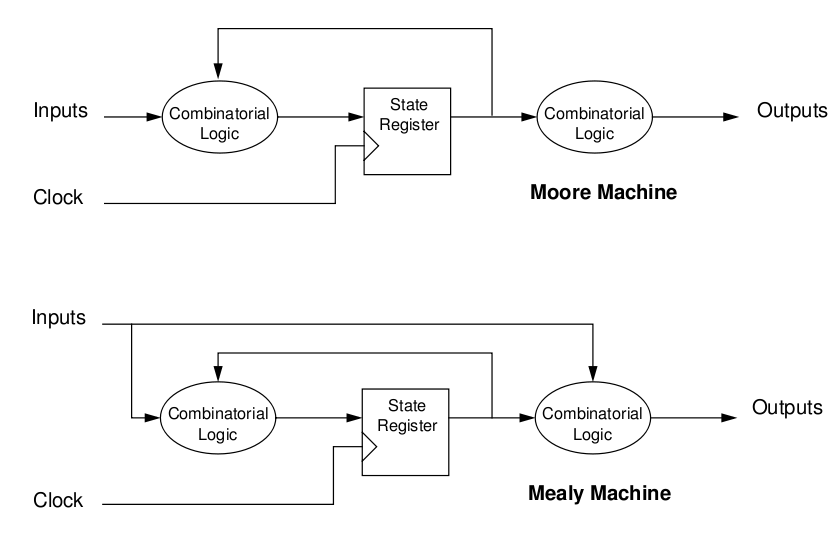 Inputs
Combinatorial
Logic
State
Register
Combinatorial
Logic
Outputs
Clock
Moore Machine
Inputs
Combinatorial
Logic
State
Register
Combinatorial
Logic
Outputs
Clock
Mealy Machine